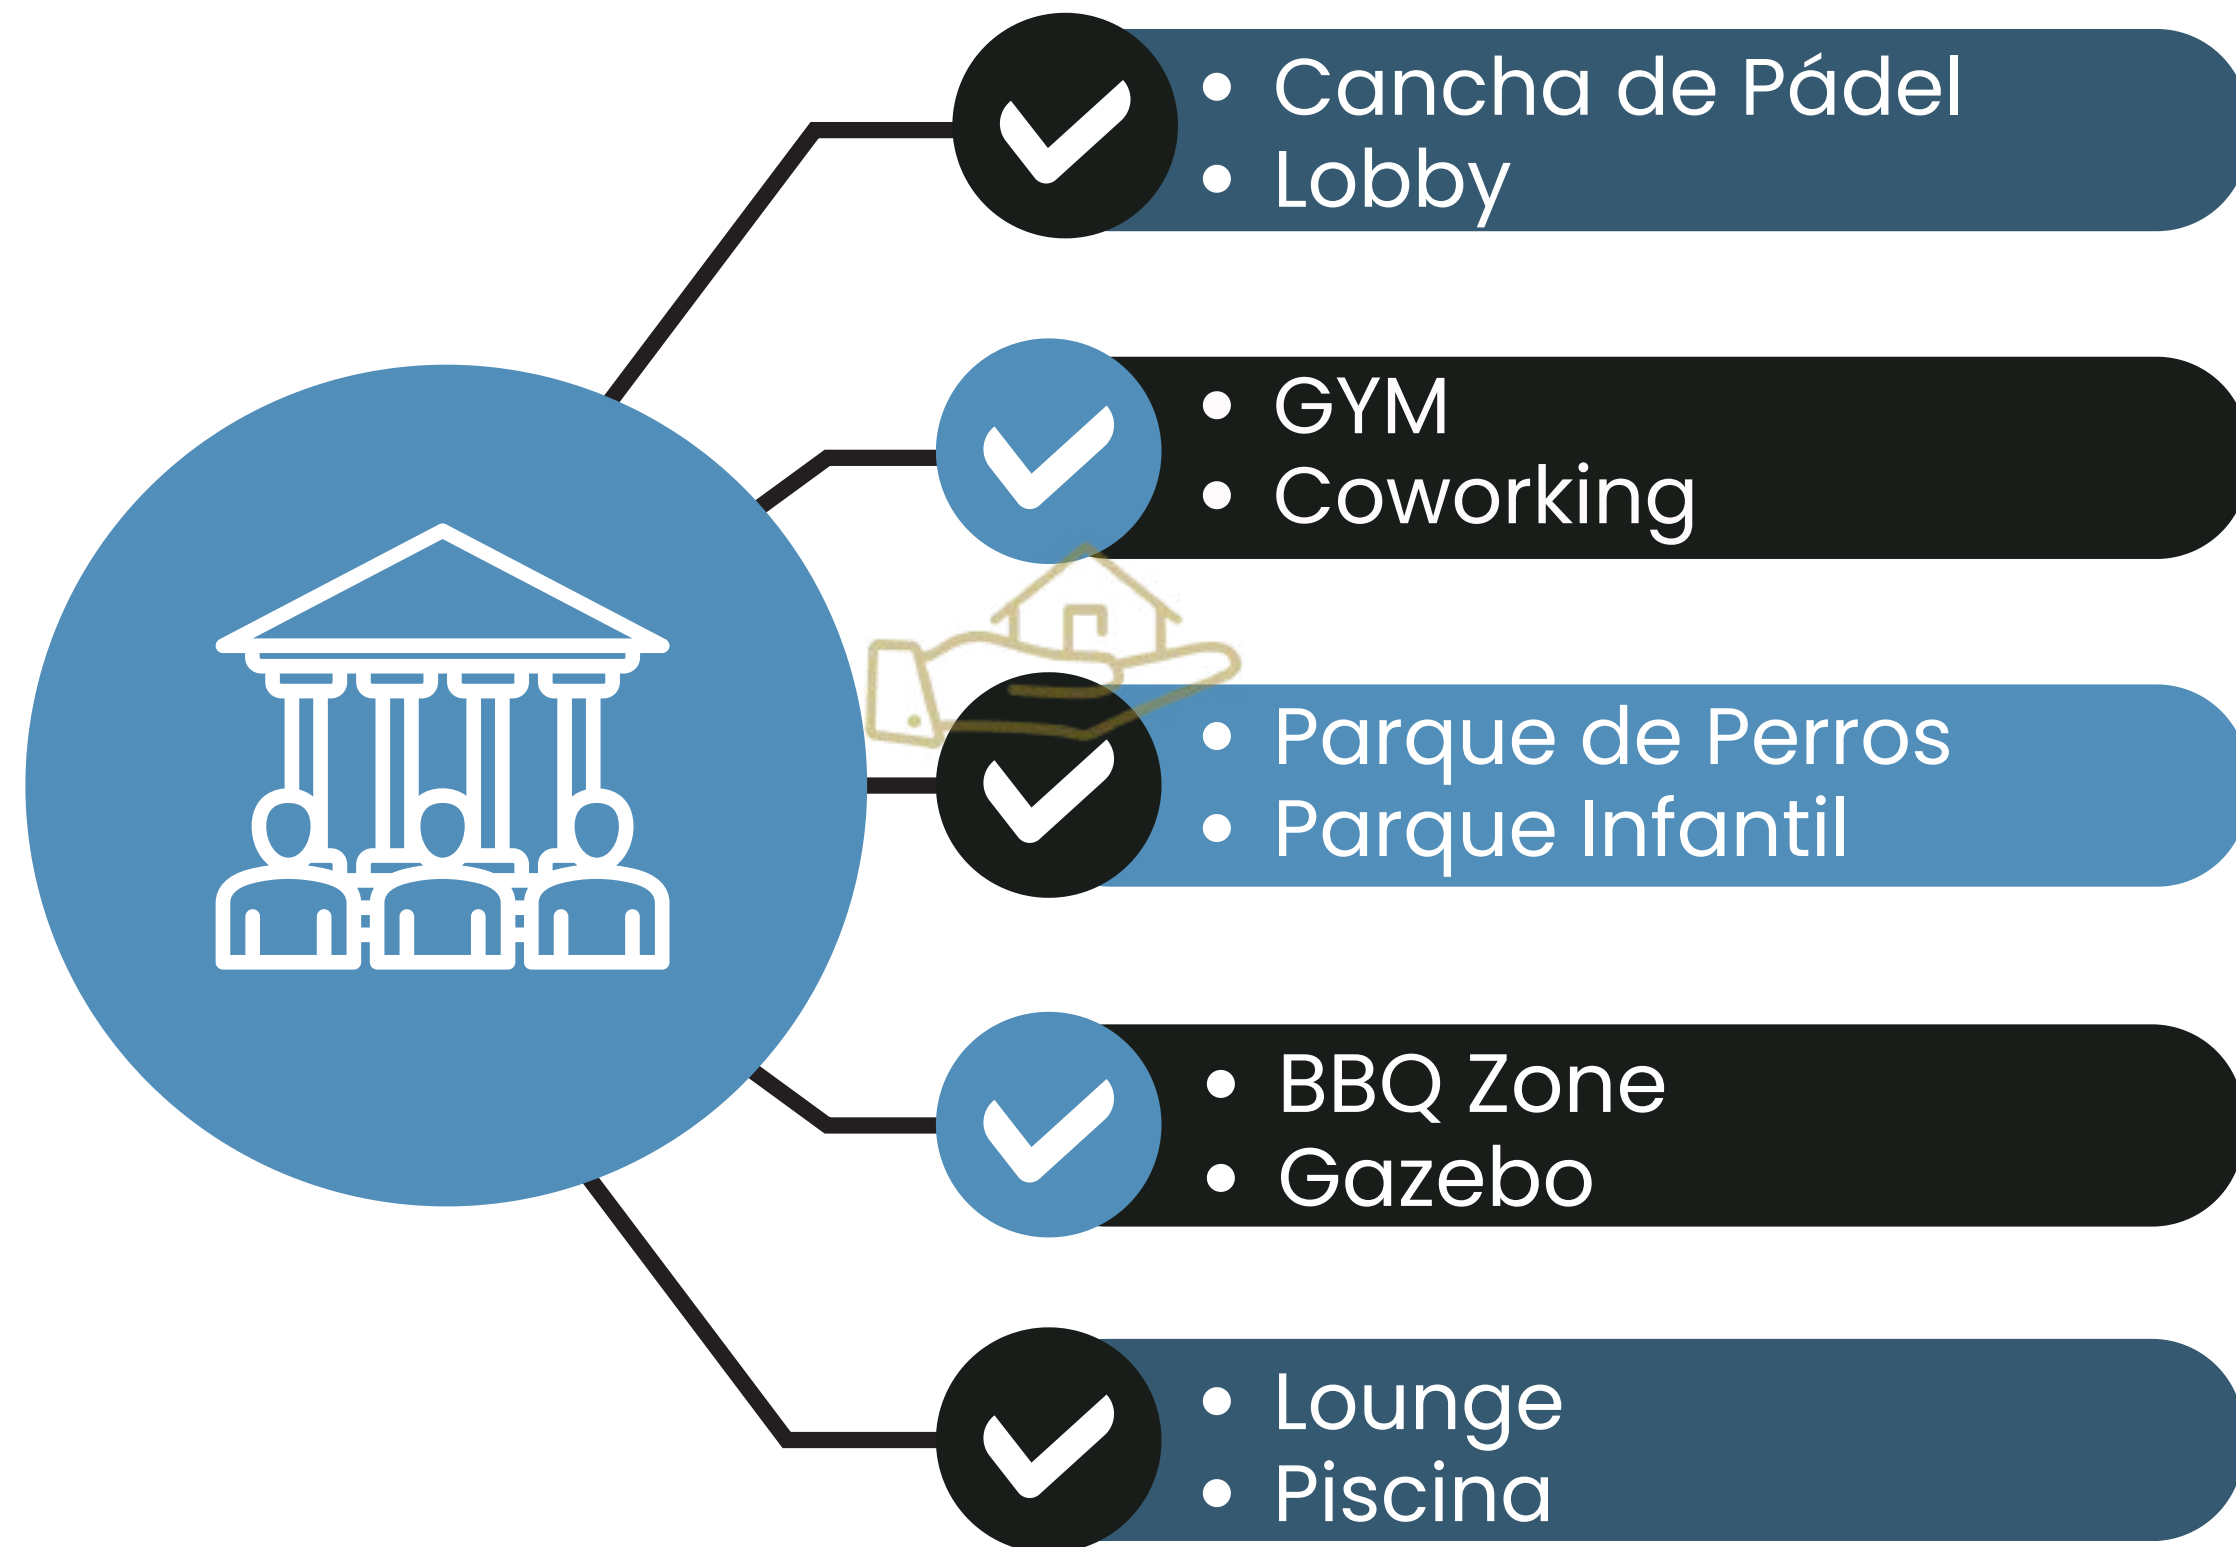 • Cancha de Pádel
• Lobby
• GYM
• Coworking
• Parque de Perros
• Parque Infantil
• BBQ Zone
• Gazebo
• Lounge
• Piscina